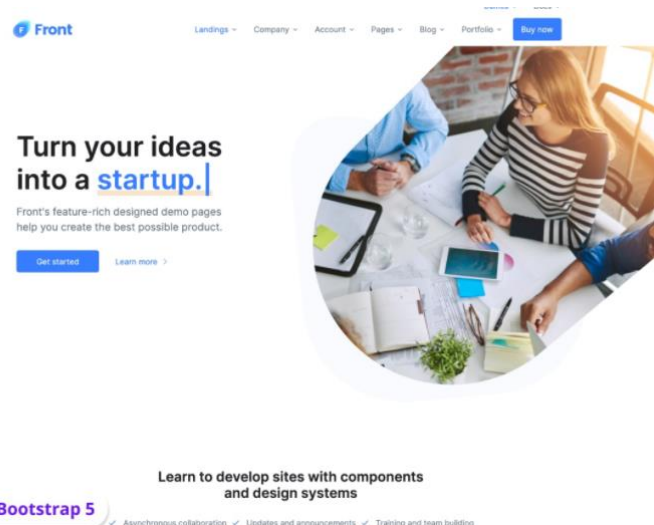 Front
Landings Company Account Pages Blog Portfolio Buy now
Turn your ideas
into a startup.
Front's feature-rich designed demo pages
help you create the best possible product.
Get started Learn more
Learn to develop sites with components
and design systems
Bootstrap 5
Asynchronous collaboration Updates and announcements Training and team building